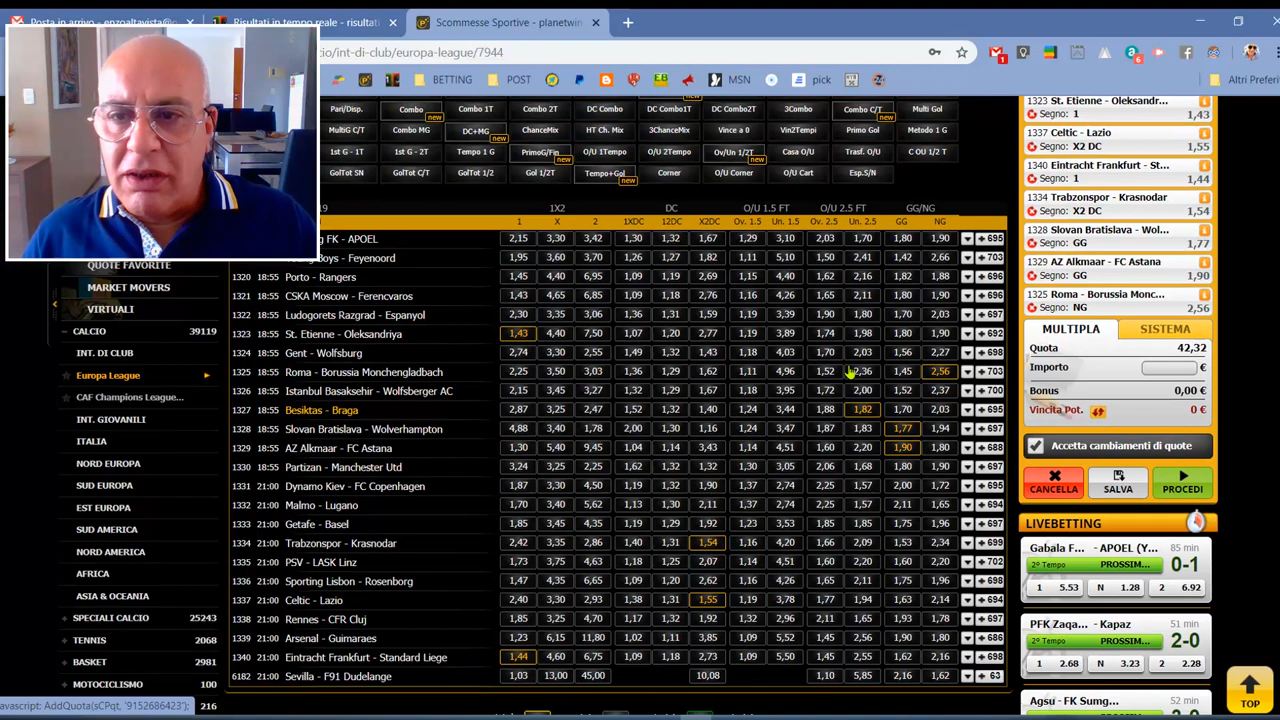 Posta in arrivo - enzoaltavista@
Risultati in tempo reale - risultati
Scommesse Sportive - planetwin
cio/int-di-club/europa-league/7944
BETTING
POST
MSN
pick
Altri Preferi
Pari/Disp. Combo Combo 1T Combo 2T DC Combo DC Combo1T DC Combo2T 3Combo Combo C/T Multi Gol
new new
MultiG C/T Combo MG DC+MG ChanceMix HT Ch. Mix 3ChanceMix Vince a 0 Vin2Tempi Primo Gol Metodo 1 G
new
1st G - 1T 1st G - 2T Tempo 1 G PrimoG/Fin O/U 1Tempo O/U 2Tempo Ov/Un 1/2T Casa O/U Trasf. O/U C OU 1/2 T
new new
GolTot SN GolTot C/T GolTot 1/2 Gol 1/2T Tempo+Gol Corner O/U Corner O/U Cart Esp.S/N
new
19 1X2 DC O/U 1.5 FT O/U 2.5 FT GG/NG
1 X 2 1XDC 12DC X2DC Ov. 1.5 Un. 1.5 Ov. 2.5 Un. 2.5 GG NG
g FK - APOEL 2,15 3,30 3,42 1,30 1,32 1,67 1,29 3,10 2,03 1,70 1,80 1,90 695
oys - Feyenoord 1,95 3,60 3,70 1,26 1,27 1,82 1,11 5,10 1,50 2,41 1,42 2,66 703
1320 18:55 Porto - Rangers 1,45 4,40 6,95 1,09 1,19 2,69 1,15 4,40 1,62 2,16 1,82 1,88 696
1321 18:55 CSKA Moscow - Ferencvaros 1,43 4,65 6,85 1,09 1,18 2,76 1,16 4,26 1,65 2,11 1,80 1,90 696
1322 18:55 Ludogorets Razgrad - Espanyol 2,30 3,35 3,06 1,37 1,31 1,60 1,19 3,39 1,90 1,80 1,70 2,03 697
1323 18:55 St. Etienne - Oleksandriya 1,43 4,40 7,50 1,07 1,20 2,77 1,19 3,89 1,74 1,98 1,80 1,90 692
1324 18:55 Gent - Wolfsburg 2,74 3,30 2,55 1,49 1,32 1,43 1,18 4,03 1,70 2,03 1,56 2,27 698
1325 18:55 Roma - Borussia Monchengladbach 2,25 3,50 3,03 1,36 1,29 1,62 1,11 4,96 1,52 2,36 1,45 2,56 703
1326 18:55 Istanbul Basaksehir - Wolfsberger AC 2,15 3,45 3,27 1,32 1,29 1,67 1,18 3,95 1,72 2,00 1,52 2,37 700
1327 18:55 Besiktas - Braga 2,87 3,25 2,47 1,52 1,32 1,40 1,24 3,44 1,88 1,82 1,70 2,03 695
1328 18:55 Slovan Bratislava - Wolverhampton 4,88 3,40 1,78 2,00 1,30 1,16 1,24 3,47 1,87 1,83 1,77 1,94 695
1329 18:55 AZ Alkmaar - FC Astana 1,30 5,40 9,45 1,04 1,14 3,43 1,14 4,51 1,60 2,20 1,90 1,80 688
1330 18:55 Partizan - Manchester Utd 3,24 3,25 2,25 1,62 1,32 1,32 1,30 3,05 2,06 1,68 1,80 1,90 697
1331 18:55 Dynamo Kiev - FC Copenhagen 1,87 3,30 4,50 1,19 1,32 1,90 1,35 2,81 2,23 1,57 2,00 1,72 695
1332 21:00 Malmo - Lugano 1,70 3,40 5,62 1,13 1,30 2,11 1,37 2,74 2,25 1,57 2,11 1,65 694
1333 21:00 Getafe - Basel 1,85 3,45 4,35 1,19 1,29 1,92 1,23 3,53 1,85 1,85 1,75 1,96 697
1334 21:00 Trabzonspor - Krasnodar 2,42 3,35 2,86 1,40 1,31 1,54 1,16 4,20 1,66 2,09 1,53 2,34 699
1335 21:00 PSV - LASK Linz 1,73 3,75 4,63 1,18 1,25 2,07 1,14 4,51 1,60 2,20 1,66 2,10 702
1336 21:00 Sporting Lisbon - Rosenborg 1,47 4,35 6,65 1,09 1,20 2,62 1,16 4,26 1,65 2,11 1,75 1,96 698
1337 21:00 Celtic - Lazio 2,40 3,30 2,93 1,38 1,31 1,55 1,19 3,78 1,77 1,94 1,60 2,20 694
1338 21:00 Rennes - CFR Cluj 1,85 3,25 4,70 1,17 1,32 1,92 1,32 2,96 2,11 1,65 1,93 1,78 697
1339 21:00 Arsenal - Guimaraes 1,23 6,15 11,80 1,02 1,11 3,85 1,09 5,52 1,45 2,56 1,90 1,80 686
1340 21:00 Eintracht Frankfurt - Standard Liege 1,44 4,60 6,75 1,09 1,18 2,73 1,09 5,50 1,45 2,55 1,62 2,16 698
6182 21:00 Sevilla - F91 Dudelange 1,03 13,00 45,00 10,08 1,10 5,85 2,16 1,62 63
QUOTE FAVORITE
MARKET MOVERS
VIRTUALI
CALCIO 39119
INT. DI CLUB
Europa League
CAF Champions League...
INT. GIOVANILI
ITALIA
NORD EUROPA
SUD EUROPA
EST EUROPA
SUD AMERICA
NORD AMERICA
AFRICA
ASIA & OCEANIA
SPECIALI CALCIO 25243
TENNIS 2068
BASKET 2981
MOTOCICLISMO 100
216
Javascript: AddQuota(sCPqt, '9152686423');
1323 St. Etienne - Oleksandr...
Segno: 1 1,43
1337 Celtic - Lazio
Segno: X2 DC 1,55
1340 Eintracht Frankfurt - St...
Segno: 1 1,44
1334 Trabzonspor - Krasnodar
Segno: X2 DC 1,54
1328 Slovan Bratislava - Wol...
Segno: GG 1,77
1329 AZ Alkmaar - FC Astana
Segno: GG 1,90
1325 Roma - Borussia Monc...
Segno: NG 2,56
MULTIPLA SISTEMA
Quota 42,32
Importo €
Bonus 0,00 €
Vincita Pot. 0 €
Accetta cambiamenti di quote
CANCELLA SALVA PROCEDI
LIVEBETTING
Gabala F... - APOEL (Y... 85 min
2º Tempo PROSSIM... 0-1
1 5.53 N 1.28 2 6.92
PFK Zaqa... - Kapaz 51 min
2º Tempo PROSSIM... 2-0
1 2.68 N 3.23 2 2.28
Agsu - FK Sumg... 52 min
TOP